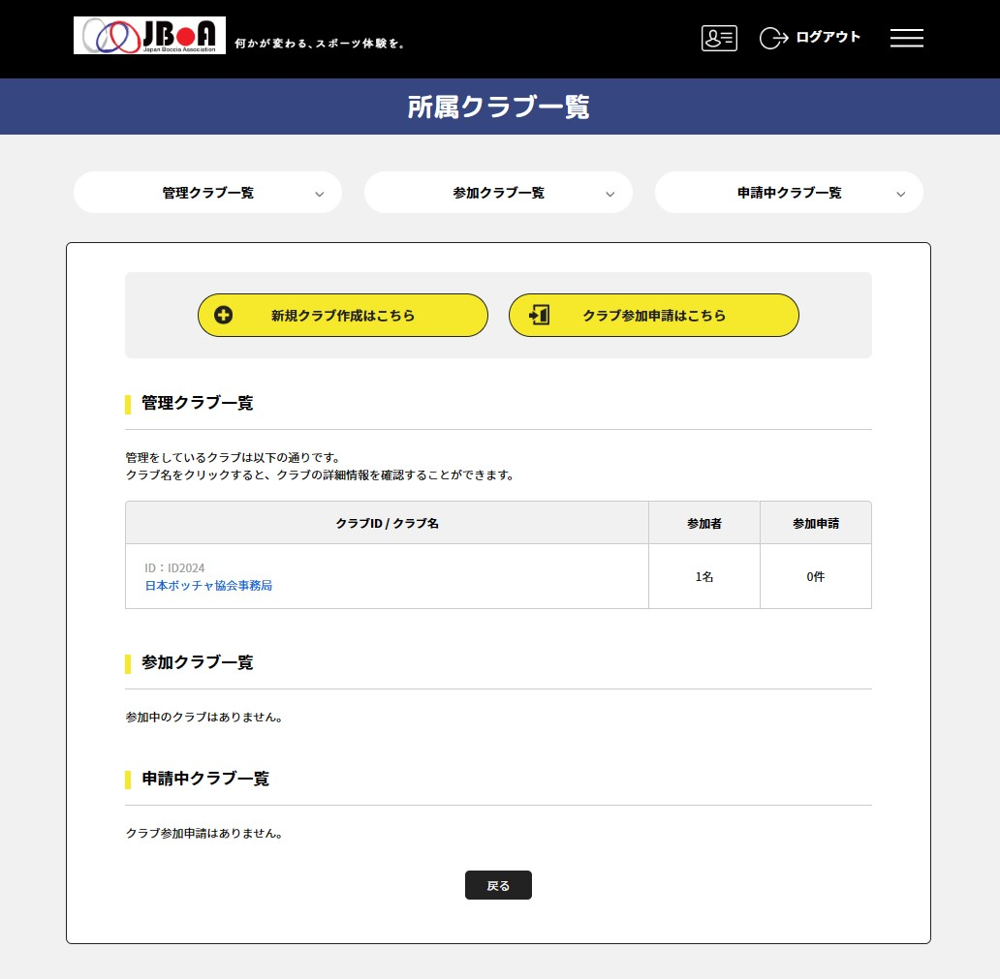 JBoA
Japan Boccia Association
何かが変わる、スポーツ体験を。
ログアウト
所属クラブ一覧
管理クラブ一覧
参加クラブ一覧
申請中クラブ一覧
新規クラブ作成はこちら
クラブ参加申請はこちら
管理クラブ一覧
管理をしているクラブは以下の通りです。
クラブ名をクリックすると、クラブの詳細情報を確認することができます。
クラブID / クラブ名
参加者
参加申請
ID：ID2024
日本ボッチャ協会事務局
1名
0件
参加クラブ一覧
参加中のクラブはありません。
申請中クラブ一覧
クラブ参加申請はありません。
戻る